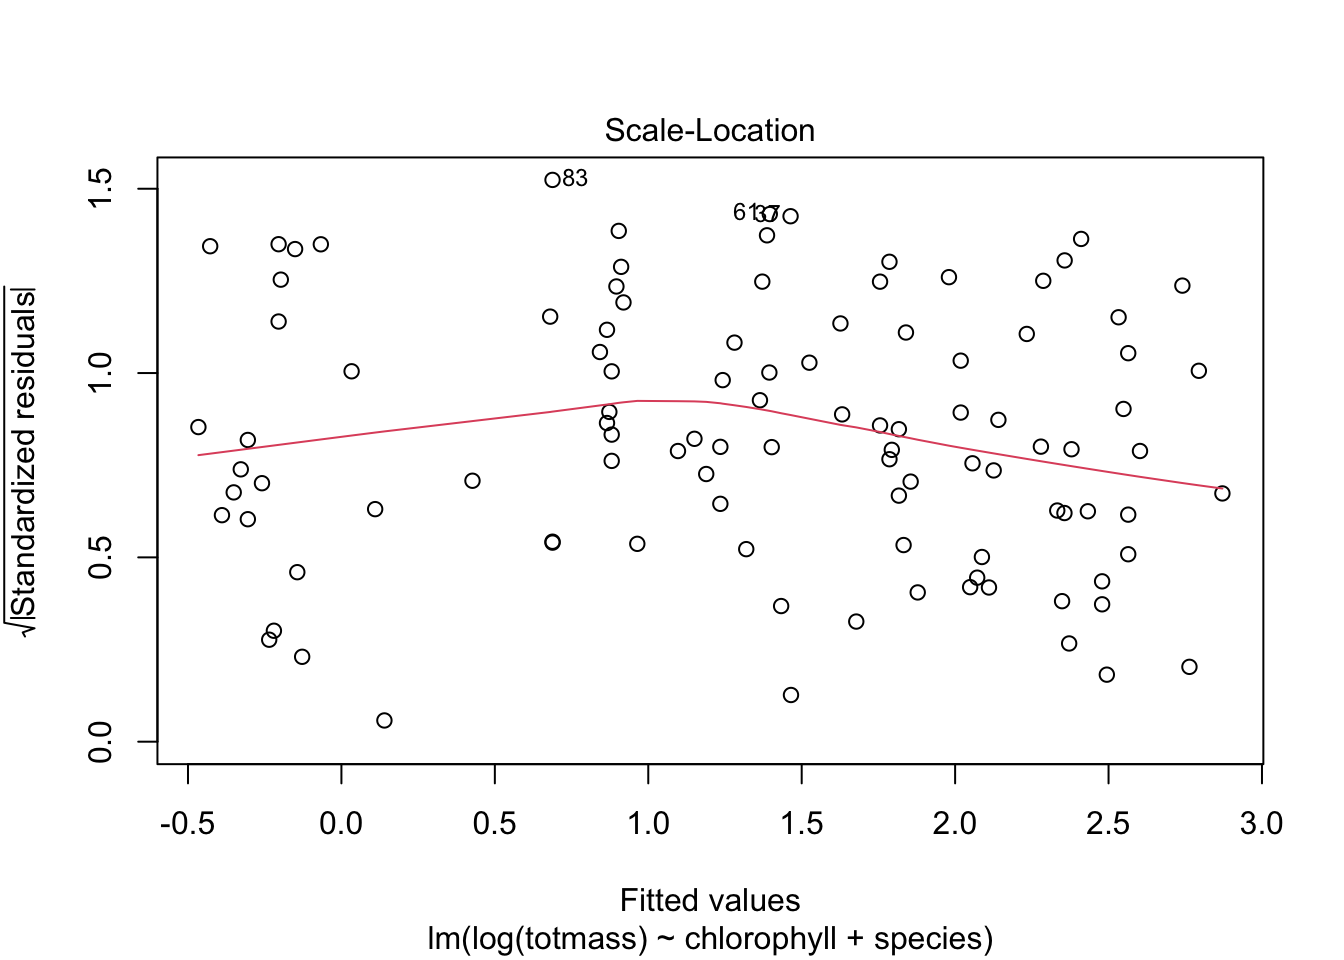 Scale-Location
√|Standardized residuals|
1.5
1.0
0.5
0.0
83
61
37
-0.5 0.0 0.5 1.0 1.5 2.0 2.5 3.0
Fitted values
lm(log(totmass) ~ chlorophyll + species)